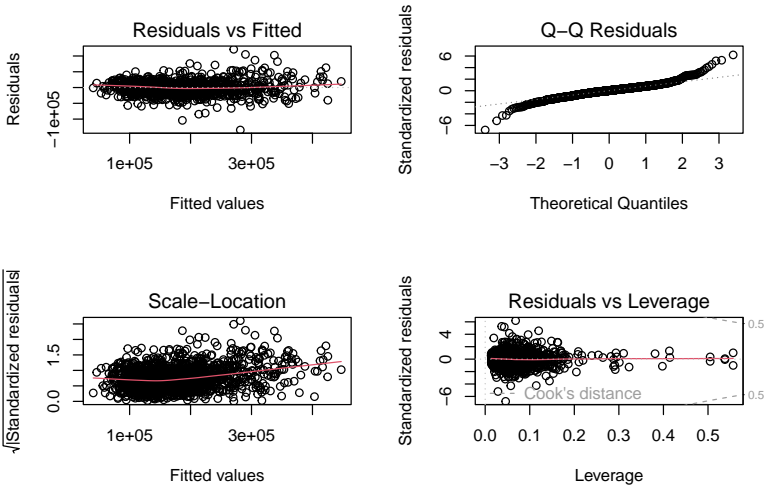 Residuals vs Fitted
Residuals
−1e+05
1e+05 3e+05
Fitted values
Q−Q Residuals
Standardized residuals
−6 0 6
−3 −2 −1 0 1 2 3
Theoretical Quantiles
Scale−Location
√|Standardized residuals|
0.0 1.5
1e+05 3e+05
Fitted values
Residuals vs Leverage
Standardized residuals
−6 0 4
0.5
0.5
Cook's distance
0.0 0.1 0.2 0.3 0.4 0.5
Leverage